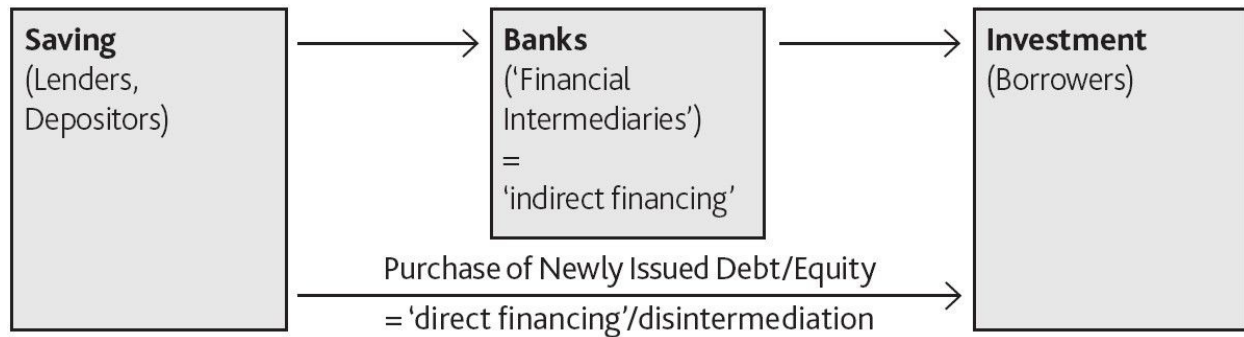 Saving
(Lenders,
Depositors)
Banks
(‘Financial
Intermediaries’)
=
‘indirect financing’
Investment
(Borrowers)
Purchase of Newly Issued Debt/Equity
= ‘direct financing’/disintermediation